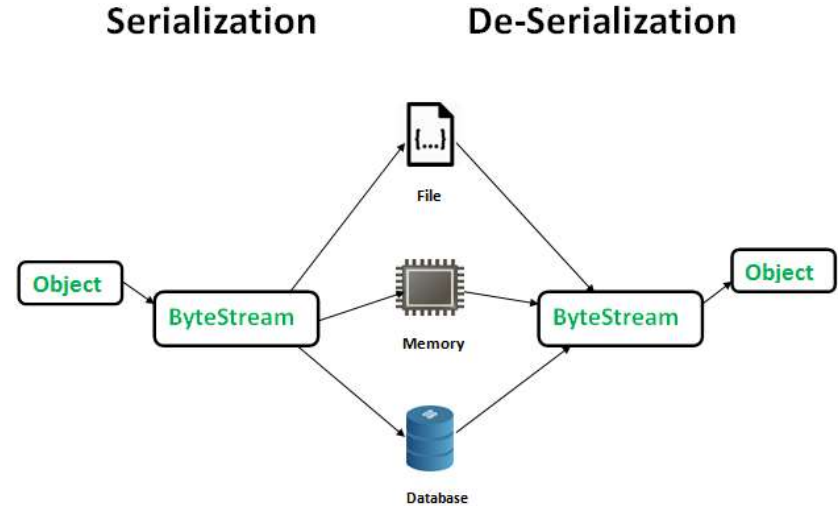 Serialization
De-Serialization
{...}
File
Object
ByteStream
Memory
ByteStream
Object
Database